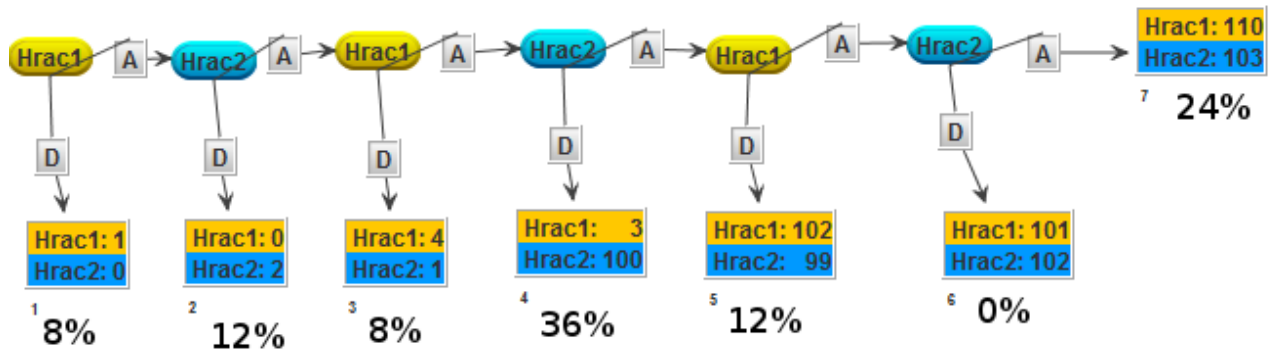 Hrac1 A Hrac2 A Hrac1 A Hrac2 A Hrac1 A Hrac2 A
Hrac1: 110
Hrac2: 103
7 24%
D D D D D D
Hrac1: 1
Hrac2: 0
1 8%
Hrac1: 0
Hrac2: 2
2 12%
Hrac1: 4
Hrac2: 1
3 8%
Hrac1: 3
Hrac2: 100
4 36%
Hrac1: 102
Hrac2: 99
5 12%
Hrac1: 101
Hrac2: 102
6 0%